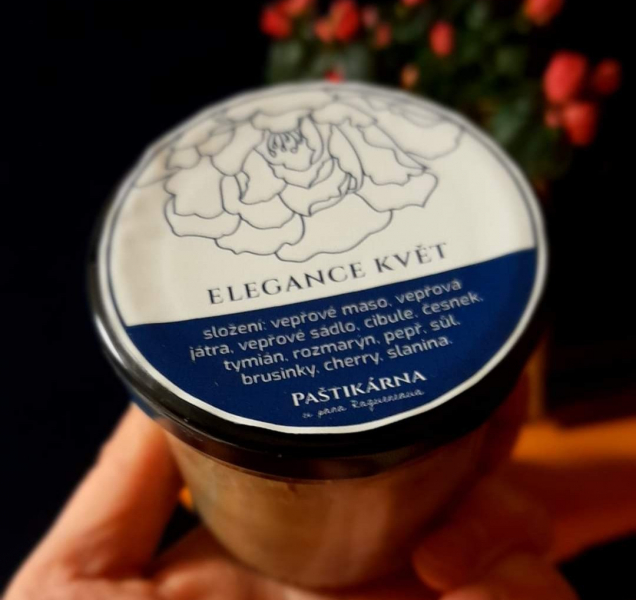 ELEGANCE KVĚT
složení: vepřové maso, vepřová
játra, vepřové sádlo, cibule, česnek,
tymián, rozmarýn, pepř, sůl,
brusinky, cherry, slanina.
PAŠTIKÁRNA
u pana